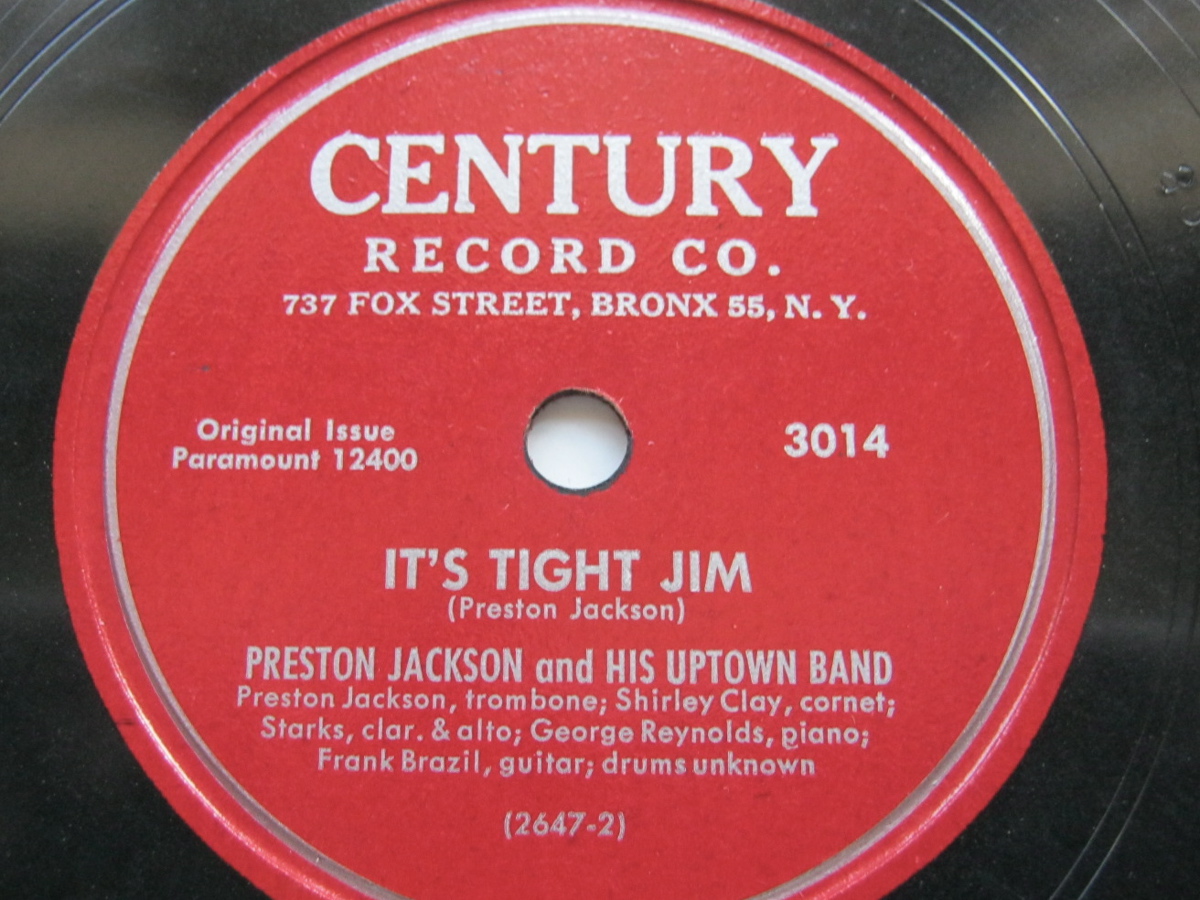 CENTURY
RECORD CO.
737 FOX STREET, BRONX 55, N. Y.
Original Issue
Paramount 12400
3014
IT'S TIGHT JIM
(Preston Jackson)
PRESTON JACKSON and HIS UPTOWN BAND
Preston Jackson, trombone; Shirley Clay, cornet;
Starks, clar. & alto; George Reynolds, piano;
Frank Brazil, guitar; drums unknown
(2647-2)